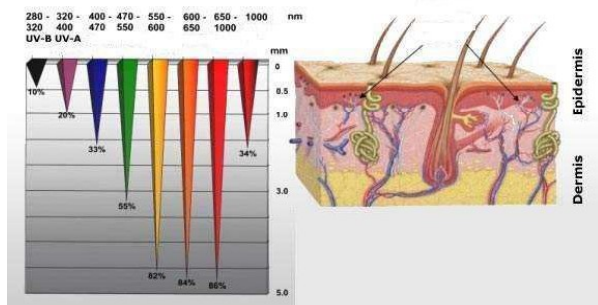 280 - 320 - 400 - 470 - 550 - 600 - 650 - 1000 nm
320 400 470 550 600 650 1000
UV-B UV-A
mm
0
0.5
1.0
3.0
5.0
10%
20%
33%
55%
82%
84%
86%
34%
Epidermis
Dermis